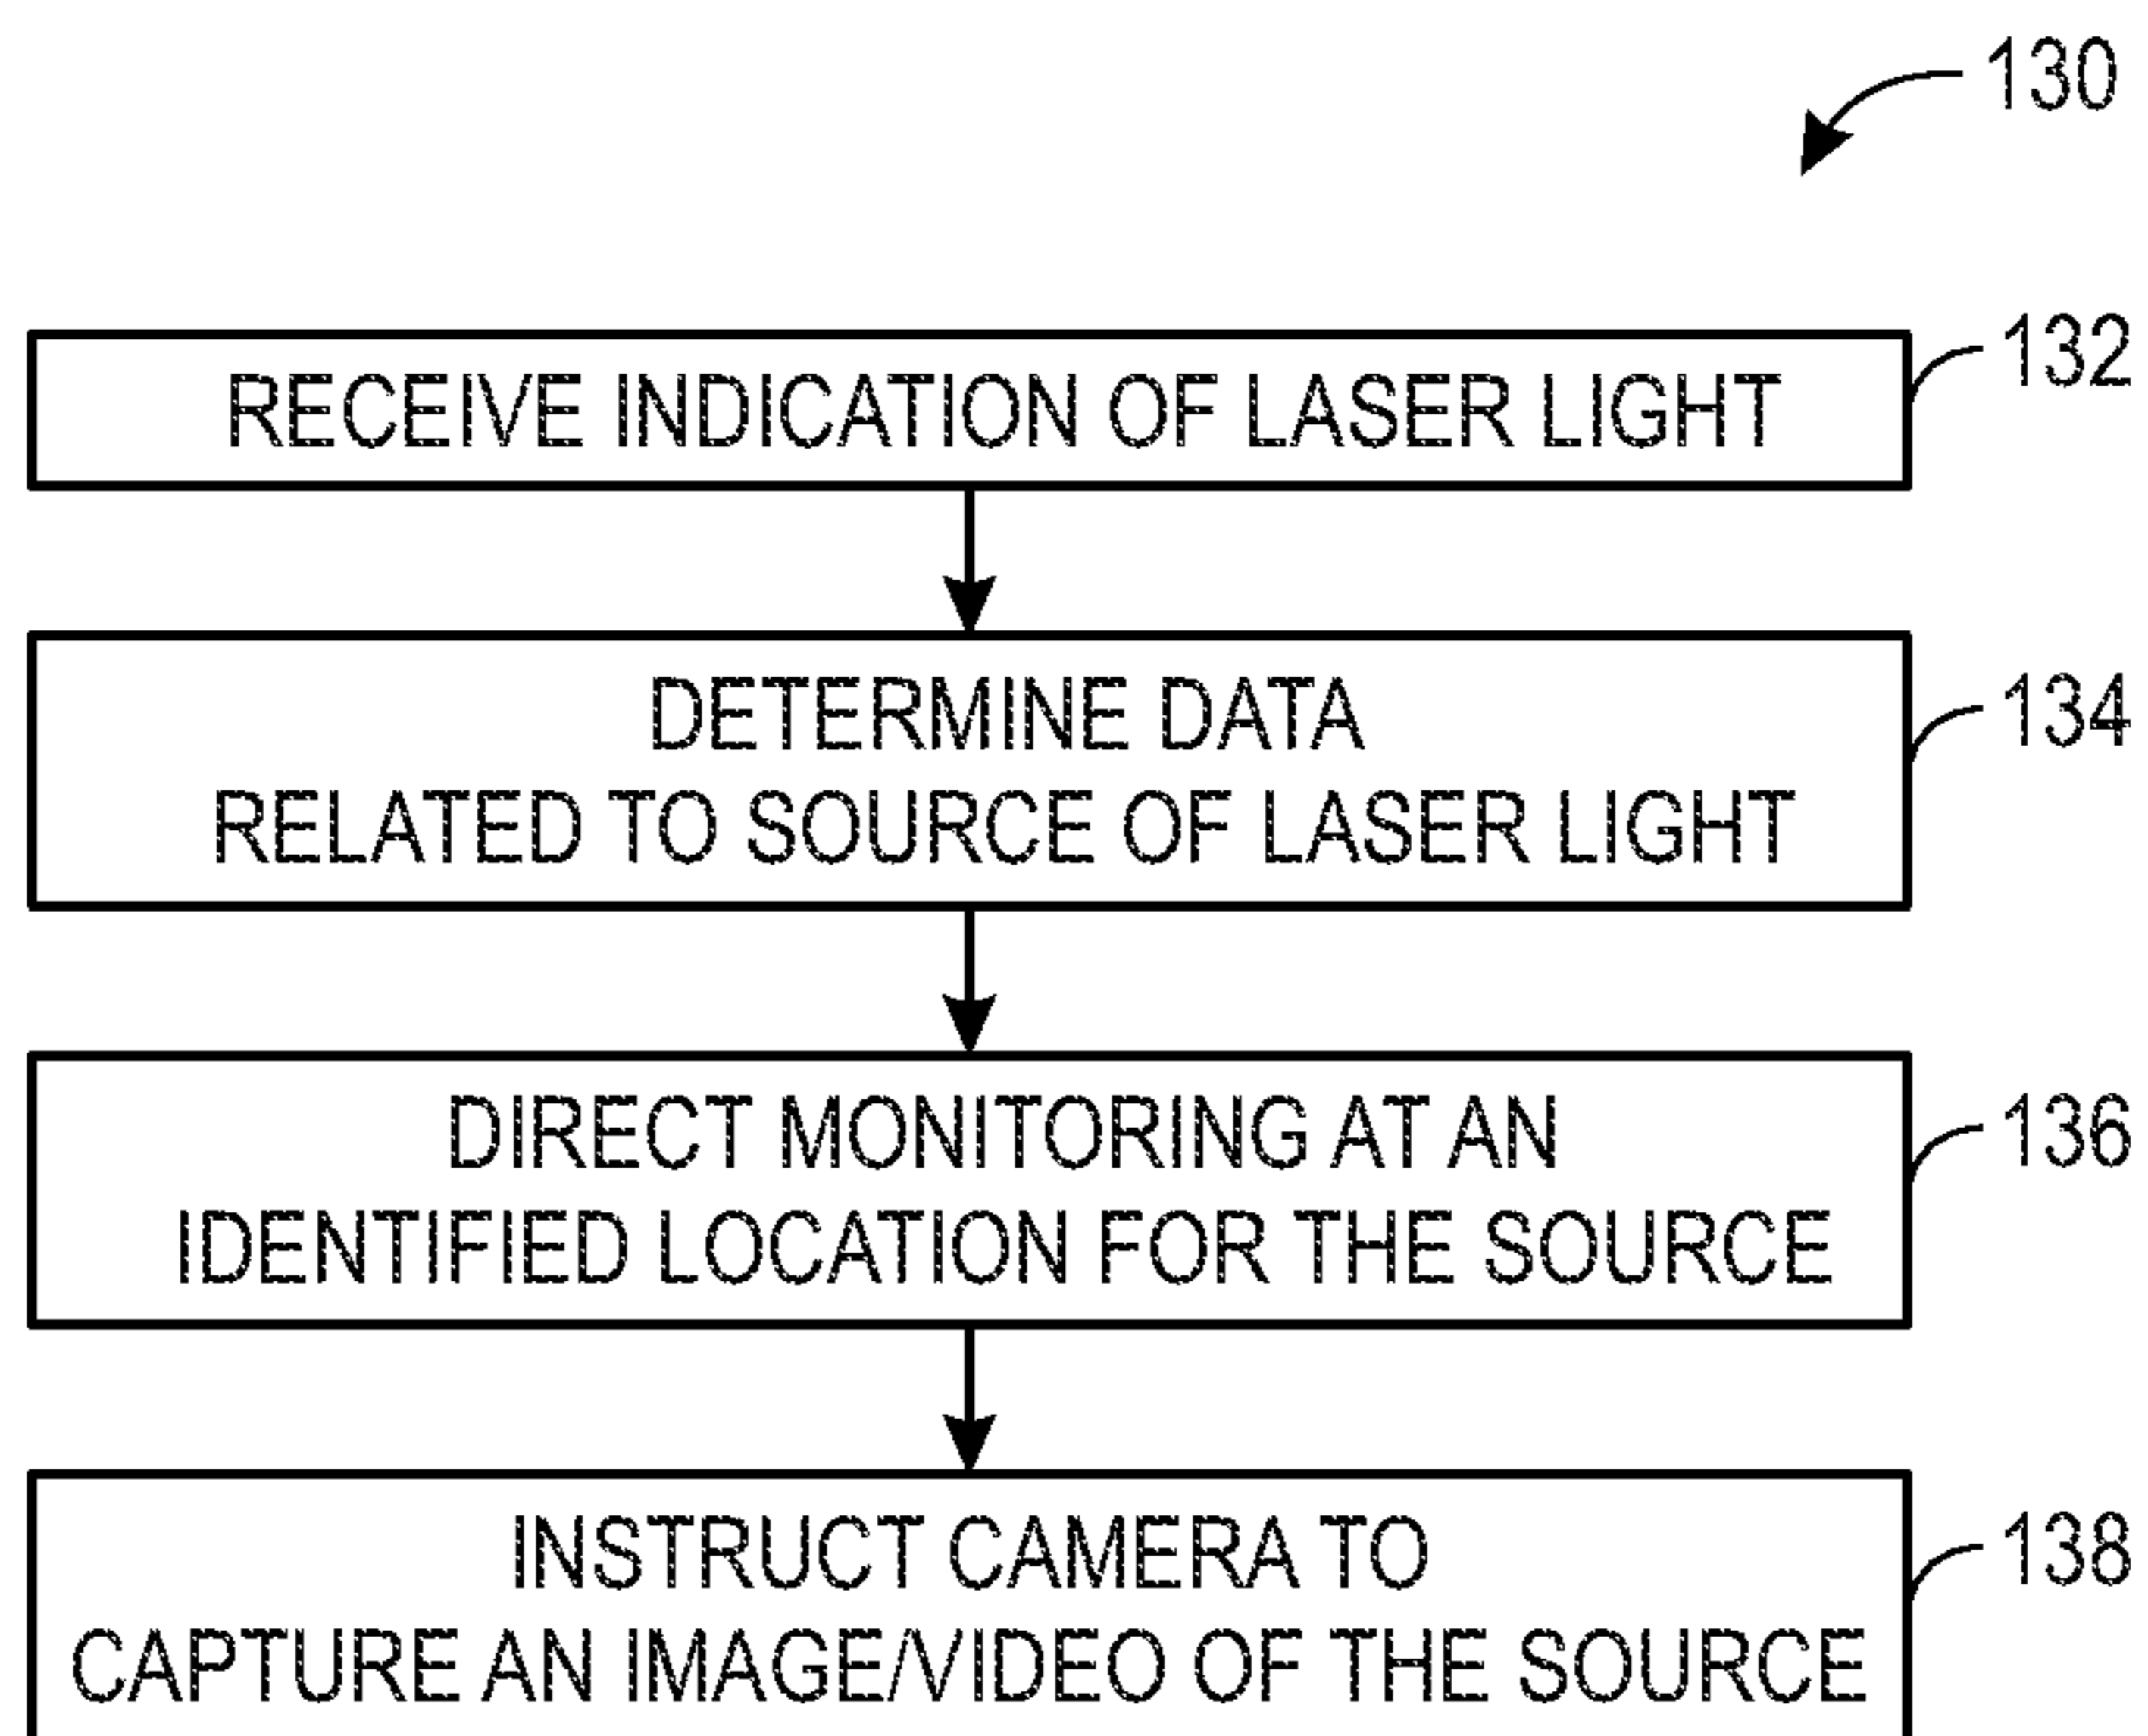 130
RECEIVE INDICATION OF LASER LIGHT
132
DETERMINE DATA
RELATED TO SOURCE OF LASER LIGHT
134
DIRECT MONITORING AT AN
IDENTIFIED LOCATION FOR THE SOURCE
136
INSTRUCT CAMERA TO
CAPTURE AN IMAGE/VIDEO OF THE SOURCE
138